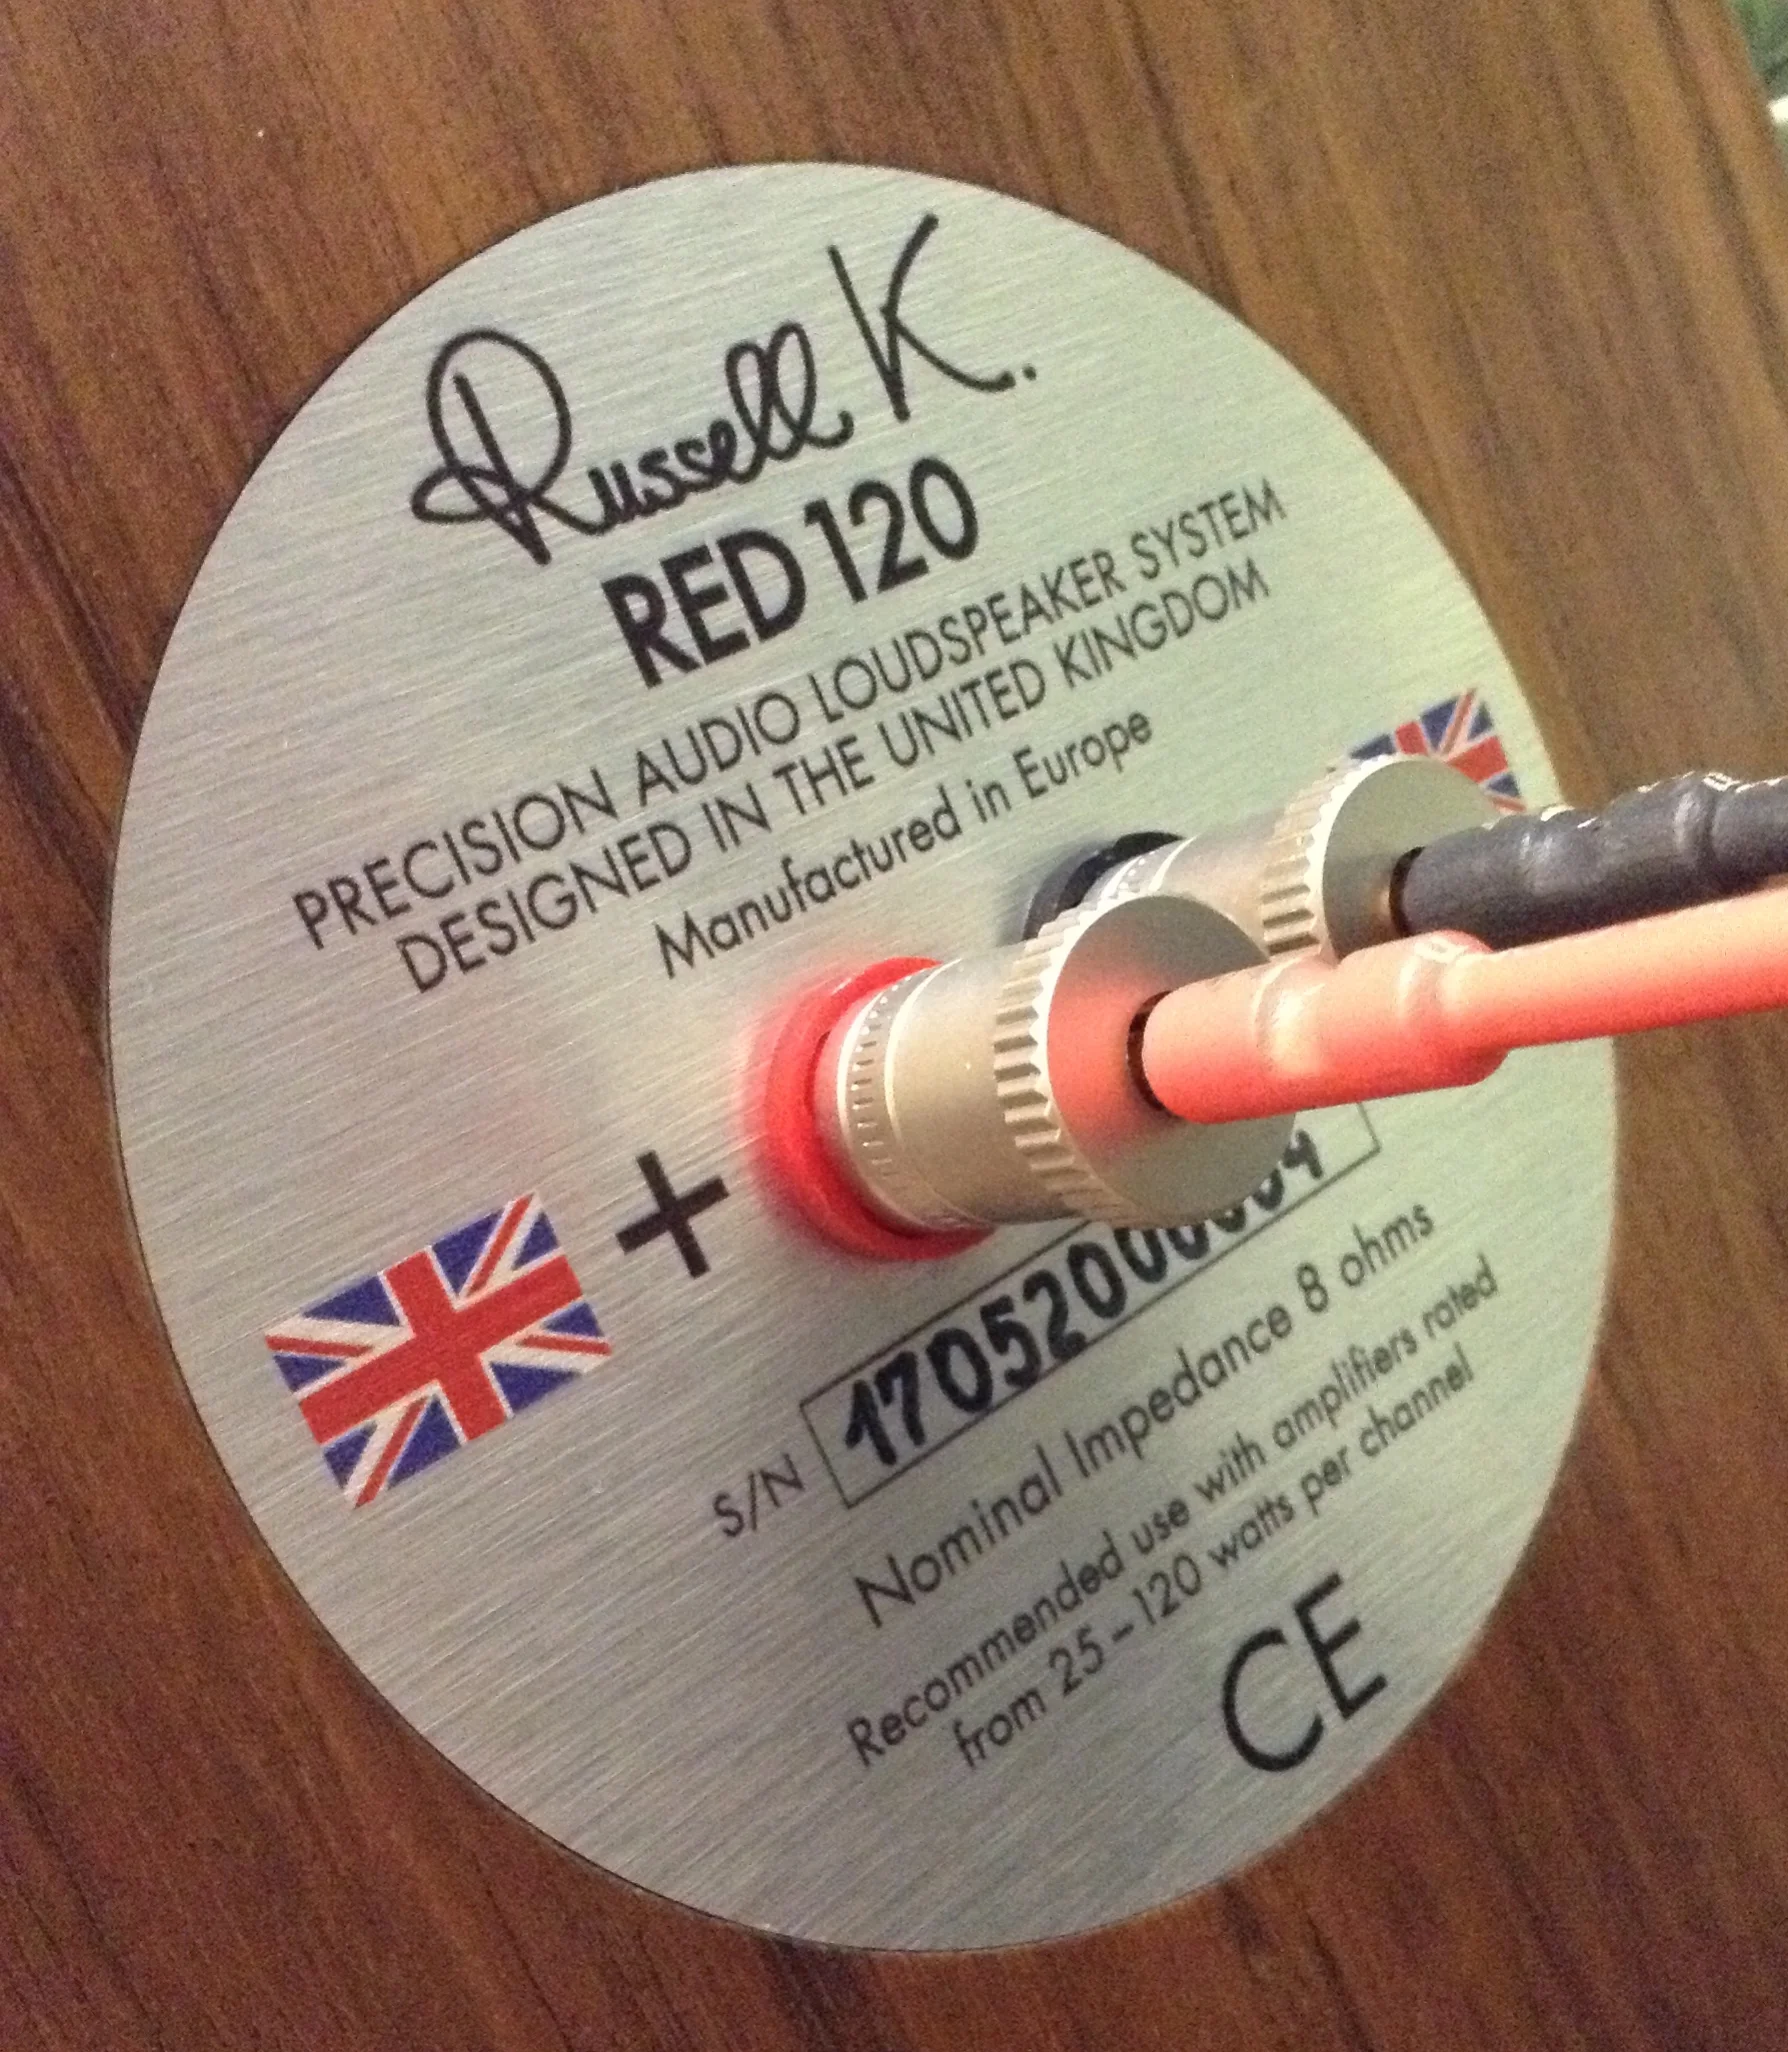 Russell K.
RED 120
PRECISION AUDIO LOUDSPEAKER SYSTEM
DESIGNED IN THE UNITED KINGDOM
Manufactured in Europe
+
S/N
Nominal Impedance 8 ohms
Recommended use with amplifiers rated
from 25–120 watts per channel
CE